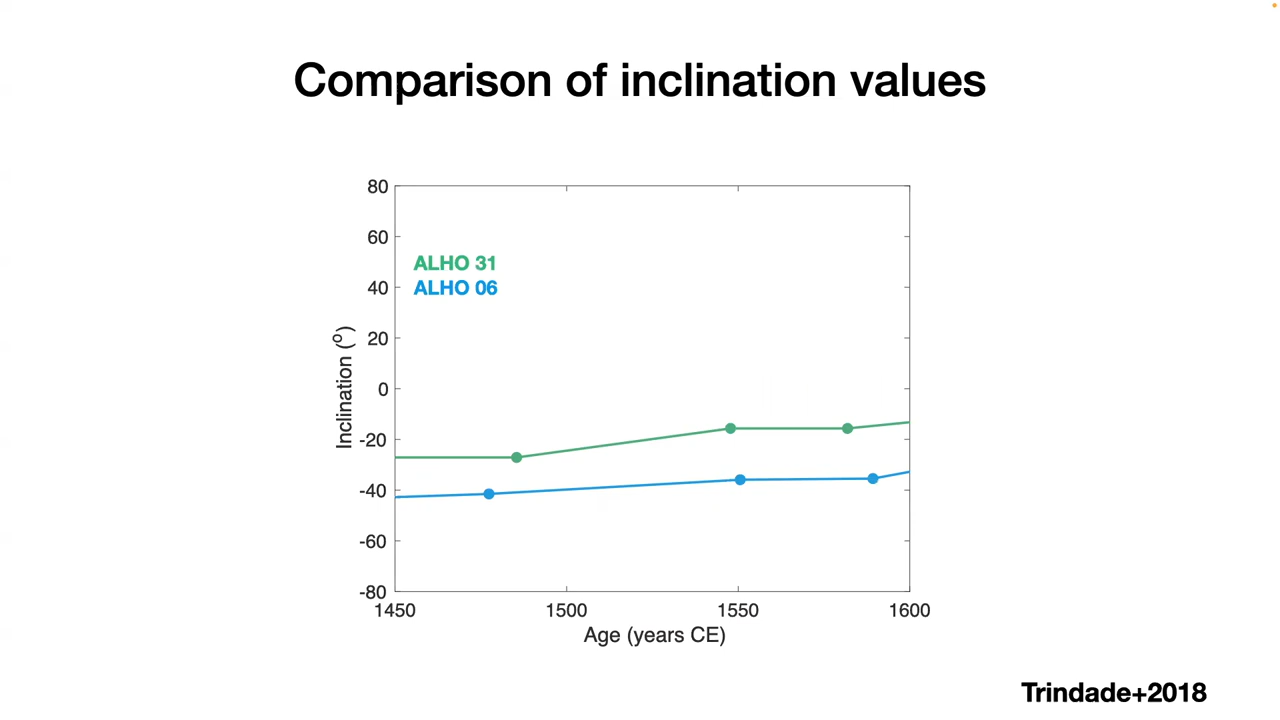 Comparison of inclination values
80
60
40
20
0
-20
-40
-60
-80
Inclination (o)
ALHO 31
ALHO 06
1450 1500 1550 1600
Age (years CE)
Trindade+2018